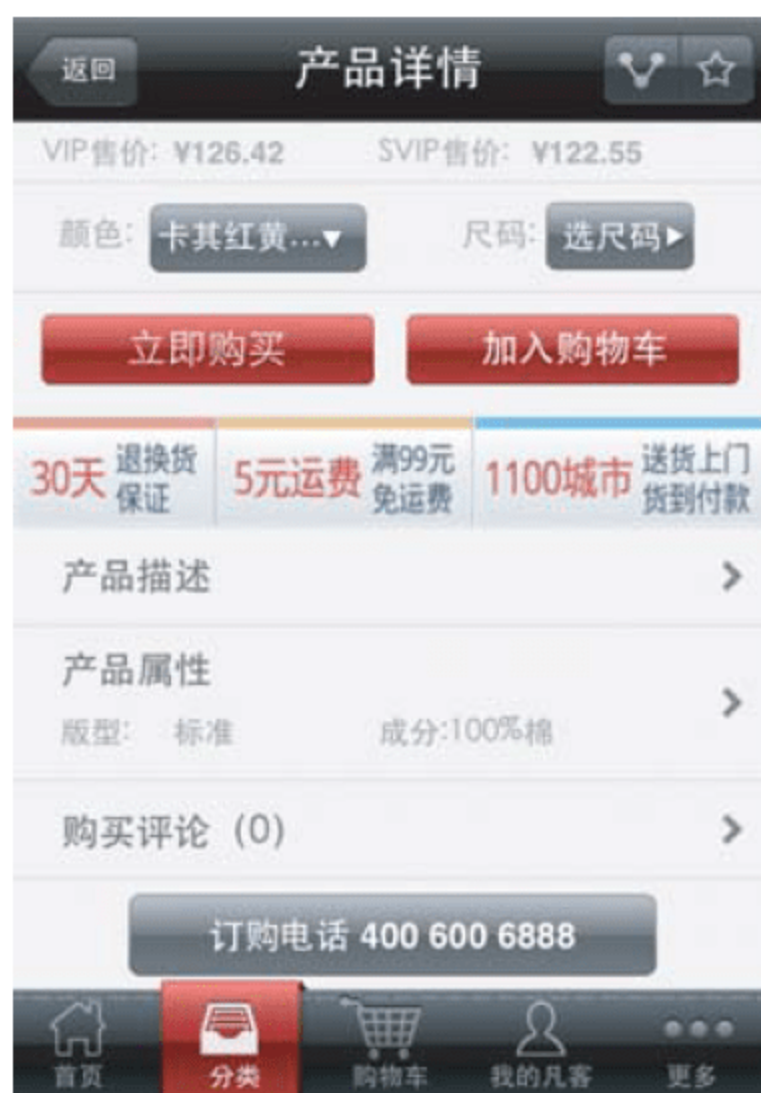 返回 产品详情
VIP售价: ¥126.42 SVIP售价: ¥122.55
颜色: 卡其红黄...▼ 尺码: 选尺码▶
立即购买 加入购物车
30天 退换货保证 5元运费 满99元免运费 1100城市 送货上门货到付款
产品描述
产品属性
版型: 标准 成分:100%棉
购买评论 (0)
订购电话 400 600 6888
首页 分类 购物车 我的凡客 更多